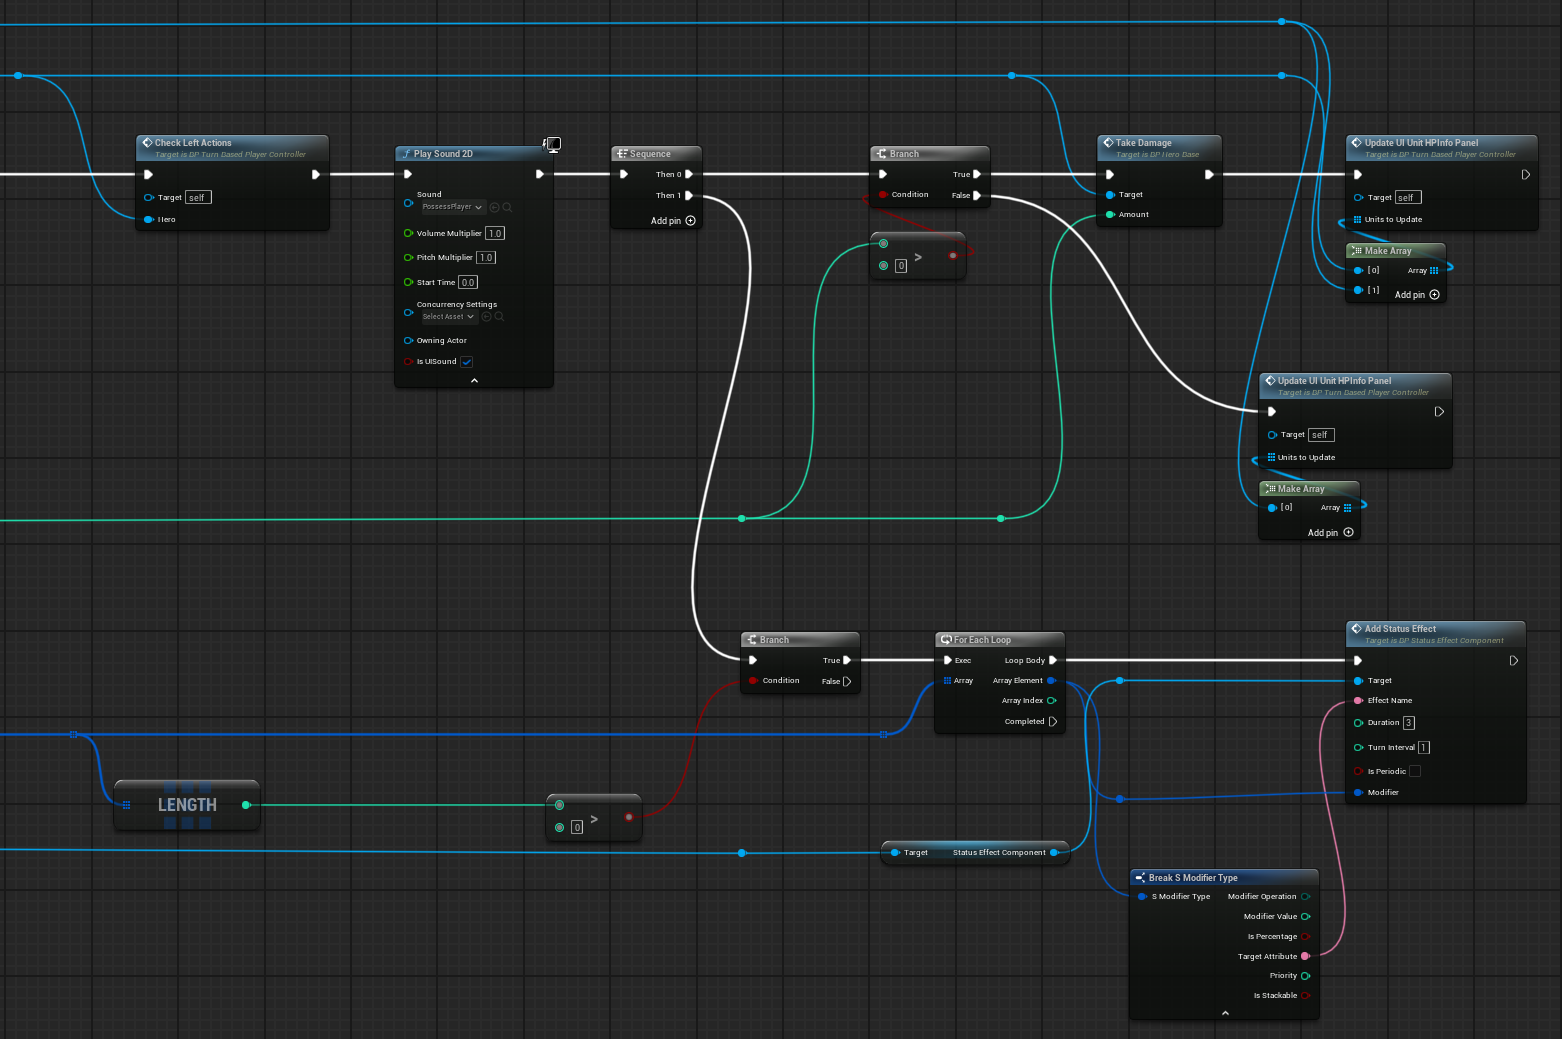 Check Left Actions
Target is BP Turn Based Player Controller
Target self
Hero
Play Sound 2D
Sound
PossessPlayer
Volume Multiplier 1.0
Pitch Multiplier 1.0
Start Time 0.0
Concurrency Settings
Select Asset
Owning Actor
Is UISound
Sequence
Then 0
Then 1
Add pin
Branch
True
Condition False
>
0
Take Damage
Target is BP Hero Base
Target
Amount
Update UI Unit HPInfo Panel
Target is BP Turn Based Player Controller
Target self
Units to Update
Make Array
[0] Array
[1] Add pin
Update UI Unit HPInfo Panel
Target is BP Turn Based Player Controller
Target self
Units to Update
Make Array
[0] Array
Add pin
Branch
True
Condition False
For Each Loop
Exec Loop Body
Array Array Element
Array Index
Completed
Add Status Effect
Target is BP Status Effect Component
Target
Effect Name
Duration 3
Turn Interval 1
Is Periodic
Modifier
LENGTH
>
0
Target Status Effect Component
Break S Modifier Type
S Modifier Type Modifier Operation
Modifier Value
Is Percentage
Target Attribute
Priority
Is Stackable